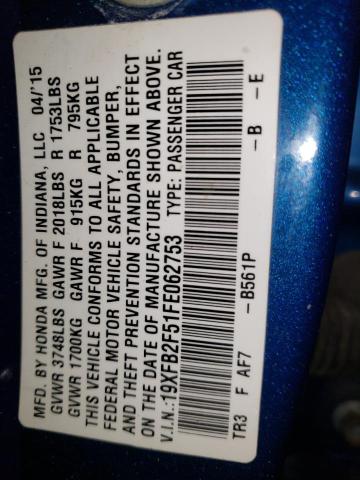 MFD. BY HONDA MFG. OF INDIANA, LLC 04/'15
GVWR 3748LBS GAWR F 2018LBS R 1753LBS
GVWR 1700KG GAWR F 915KG R 795KG
THIS VEHICLE CONFORMS TO ALL APPLICABLE
FEDERAL MOTOR VEHICLE SAFETY, BUMPER,
AND THEFT PREVENTION STANDARDS IN EFFECT
ON THE DATE OF MANUFACTURE SHOWN ABOVE.
V.I.N.:19XFB2F51FE062753 TYPE: PASSENGER CAR
TR3 F AF7 -B561P -B -E